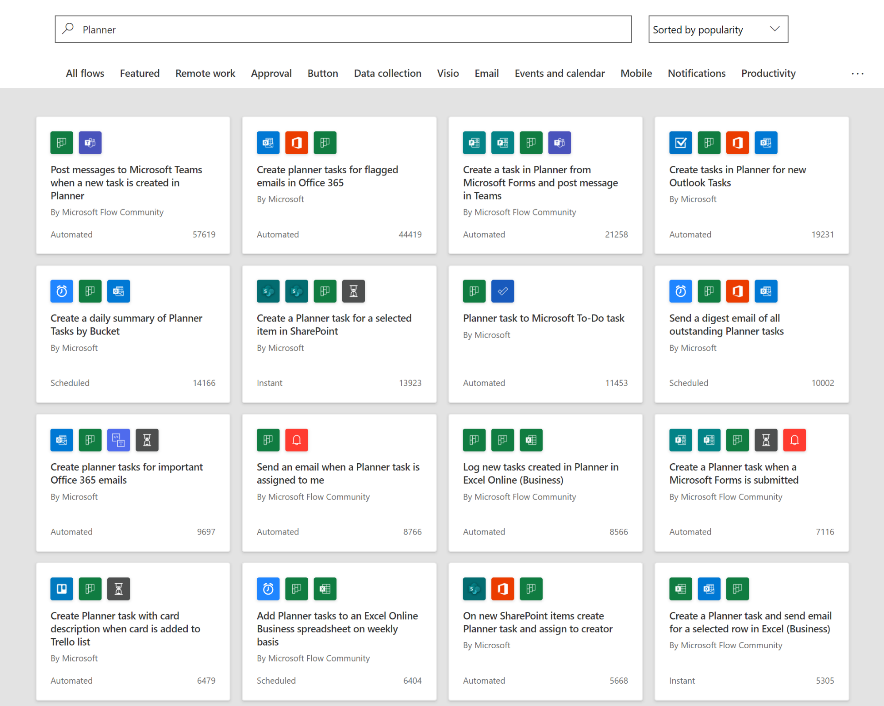 Planner
Sorted by popularity
All flows Featured Remote work Approval Button Data collection Visio Email Events and calendar Mobile Notifications Productivity ...
Post messages to Microsoft Teams
when a new task is created in
Planner
By Microsoft Flow Community
Automated 57619
Create planner tasks for flagged
emails in Office 365
By Microsoft
Automated 44419
Create a task in Planner from
Microsoft Forms and post message
in Teams
By Microsoft Flow Community
Automated 21258
Create tasks in Planner for new
Outlook Tasks
By Microsoft
Automated 19231
Create a daily summary of Planner
Tasks by Bucket
By Microsoft
Scheduled 14166
Create a Planner task for a selected
item in SharePoint
By Microsoft
Instant 13923
Planner task to Microsoft To-Do task
By Microsoft
Automated 11453
Send a digest email of all
outstanding Planner tasks
By Microsoft
Scheduled 10002
Create planner tasks for important
Office 365 emails
By Microsoft
Automated 9697
Send an email when a Planner task is
assigned to me
By Microsoft Flow Community
Automated 8766
Log new tasks created in Planner in
Excel Online (Business)
By Microsoft Flow Community
Automated 8566
Create a Planner task when a
Microsoft Forms is submitted
By Microsoft Flow Community
Automated 7116
Create Planner task with card
description when card is added to
Trello list
By Microsoft
Automated 6479
Add Planner tasks to an Excel Online
Business spreadsheet on weekly
basis
By Microsoft Flow Community
Scheduled 6404
On new SharePoint items create
Planner task and assign to creator
By Microsoft
Automated 5668
Create a Planner task and send email
for a selected row in Excel (Business)
By Microsoft Flow Community
Instant 5305